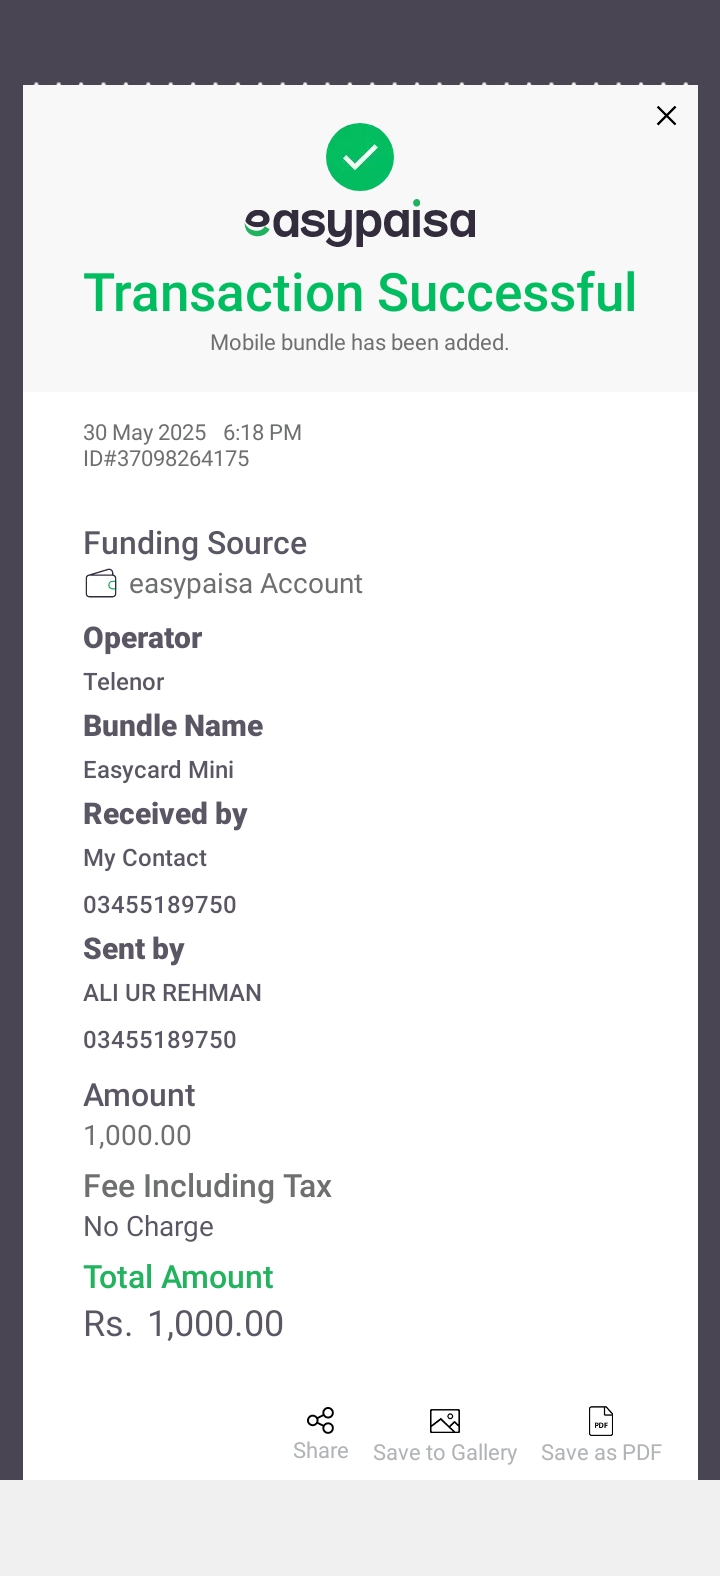 easypaisa
Transaction Successful
Mobile bundle has been added.
30 May 2025 6:18 PM
ID#37098264175
Funding Source
easypaisa Account
Operator
Telenor
Bundle Name
Easycard Mini
Received by
My Contact
03455189750
Sent by
ALI UR REHMAN
03455189750
Amount
1,000.00
Fee Including Tax
No Charge
Total Amount
Rs. 1,000.00
PDF
Share Save to Gallery Save as PDF